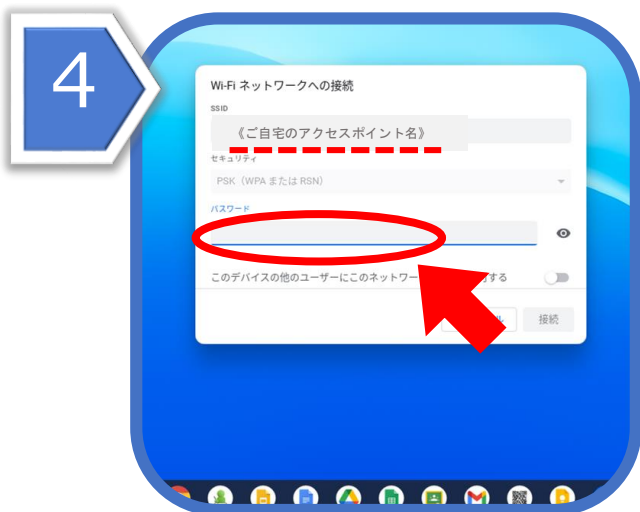 4
Wi-Fi ネットワークへの接続
SSID
《ご自宅のアクセスポイント名》
セキュリティ
PSK（WPA または RSN）
パスワード
このデバイスの他のユーザーにこのネットワー
する
接続